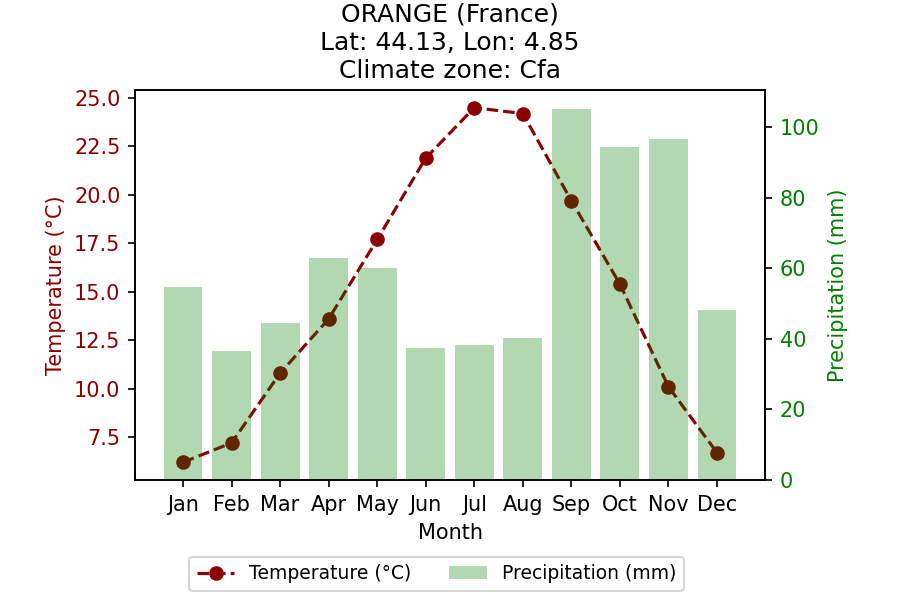 ORANGE (France)
Lat: 44.13, Lon: 4.85
Climate zone: Cfa
25.0
22.5
20.0
17.5
15.0
12.5
10.0
7.5
Temperature (°C)
100
80
60
40
20
0
Precipitation (mm)
Jan Feb Mar Apr May Jun Jul Aug Sep Oct Nov Dec
Month
Temperature (°C) Precipitation (mm)